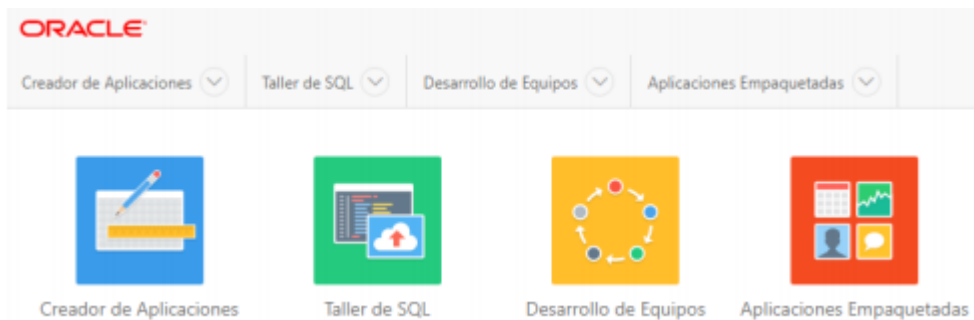 ORACLE
Creador de Aplicaciones Taller de SQL Desarrollo de Equipos Aplicaciones Empaquetadas
Creador de Aplicaciones Taller de SQL Desarrollo de Equipos Aplicaciones Empaquetadas